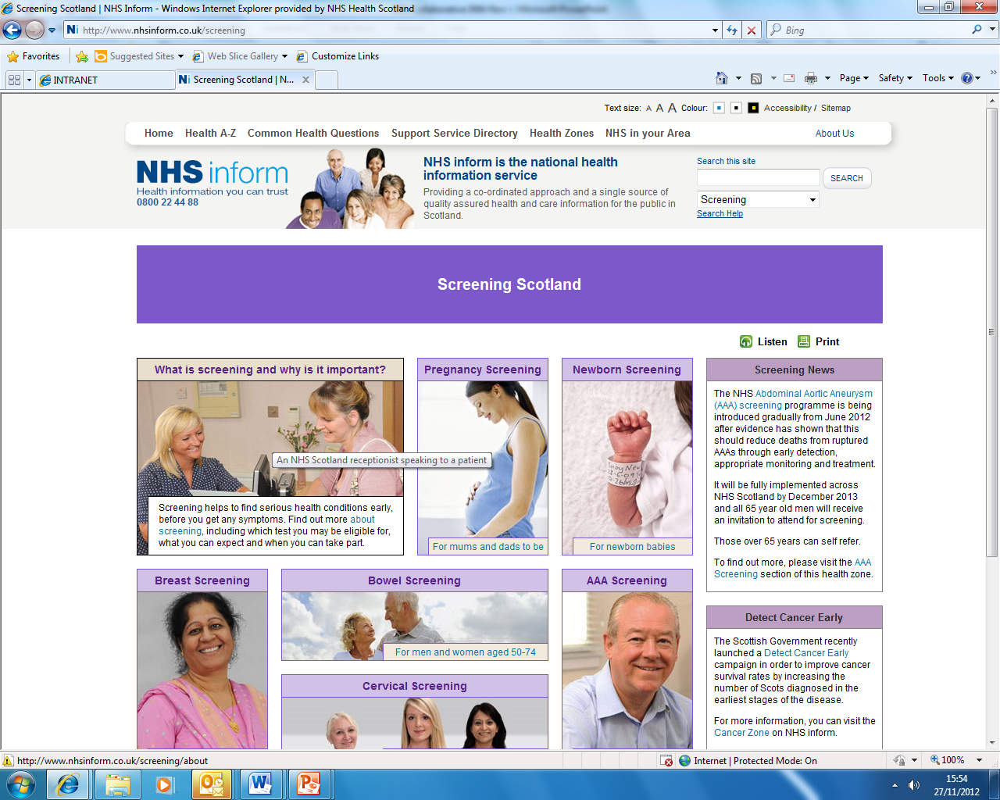 Screening Scotland | NHS Inform - Windows Internet Explorer provided by NHS Health Scotland
http://www.nhsinform.co.uk/screening
Bing
Favorites
Suggested Sites
Web Slice Gallery
Customize Links
INTRANET
Screening Scotland | N...
Page
Safety
Tools
Text size: A A A Colour: Accessibility / Sitemap
Home Health A-Z Common Health Questions Support Service Directory Health Zones NHS in your Area About Us
NHS inform
Health information you can trust
0800 22 44 88
NHS inform is the national health
information service
Providing a co-ordinated approach and a single source of
quality assured health and care information for the public in
Scotland.
Search this site
SEARCH
Screening
Search Help
Screening Scotland
Listen Print
What is screening and why is it important?
An NHS Scotland receptionist speaking to a patient
Screening helps to find serious health conditions early,
before you get any symptoms. Find out more about
screening, including which test you may be eligible for,
what you can expect and when you can take part.
Pregnancy Screening
For mums and dads to be
Newborn Screening
For newborn babies
Screening News
The NHS Abdominal Aortic Aneurysm
(AAA) screening programme is being
introduced gradually from June 2012
after evidence has shown that this
should reduce deaths from ruptured
AAAs through early detection,
appropriate monitoring and treatment.
It will be fully implemented across
NHS Scotland by December 2013
and all 65 year old men will receive
an invitation to attend for screening.
Those over 65 years can self refer.
To find out more, please visit the AAA
Screening section of this health zone.
Breast Screening
Bowel Screening
For men and women aged 50-74
Cervical Screening
AAA Screening
Detect Cancer Early
The Scottish Government recently
launched a Detect Cancer Early
campaign in order to improve cancer
survival rates by increasing the
number of Scots diagnosed in the
earliest stages of the disease.
For more information, you can visit the
Cancer Zone on NHS inform.
http://www.nhsinform.co.uk/screening/about
Internet | Protected Mode: On
100%
15:54
27/11/2012